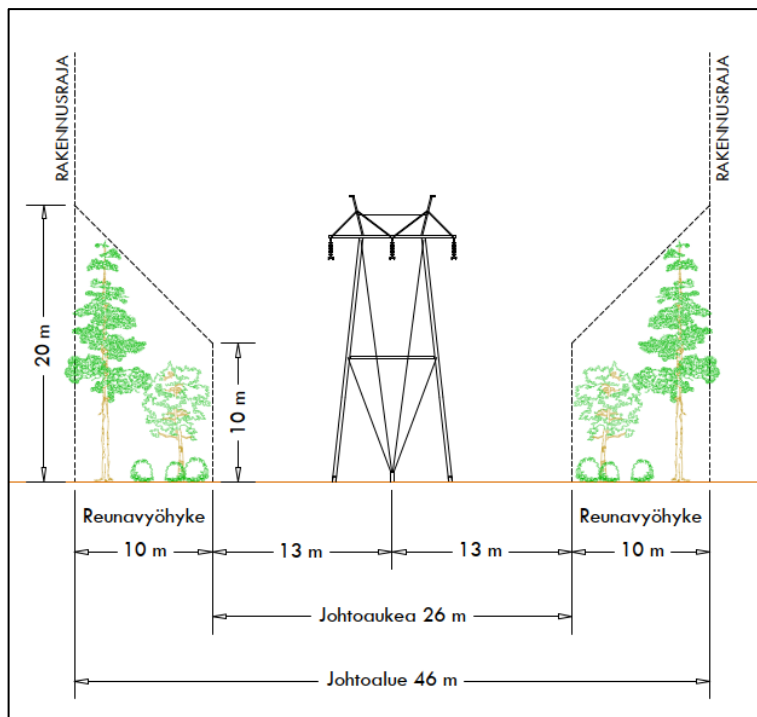 RAKENNUSRAJA
RAKENNUSRAJA
20 m
10 m
Reunavyöhyke
Reunavyöhyke
10 m
13 m
13 m
10 m
Johtoaukea 26 m
Johtoalue 46 m